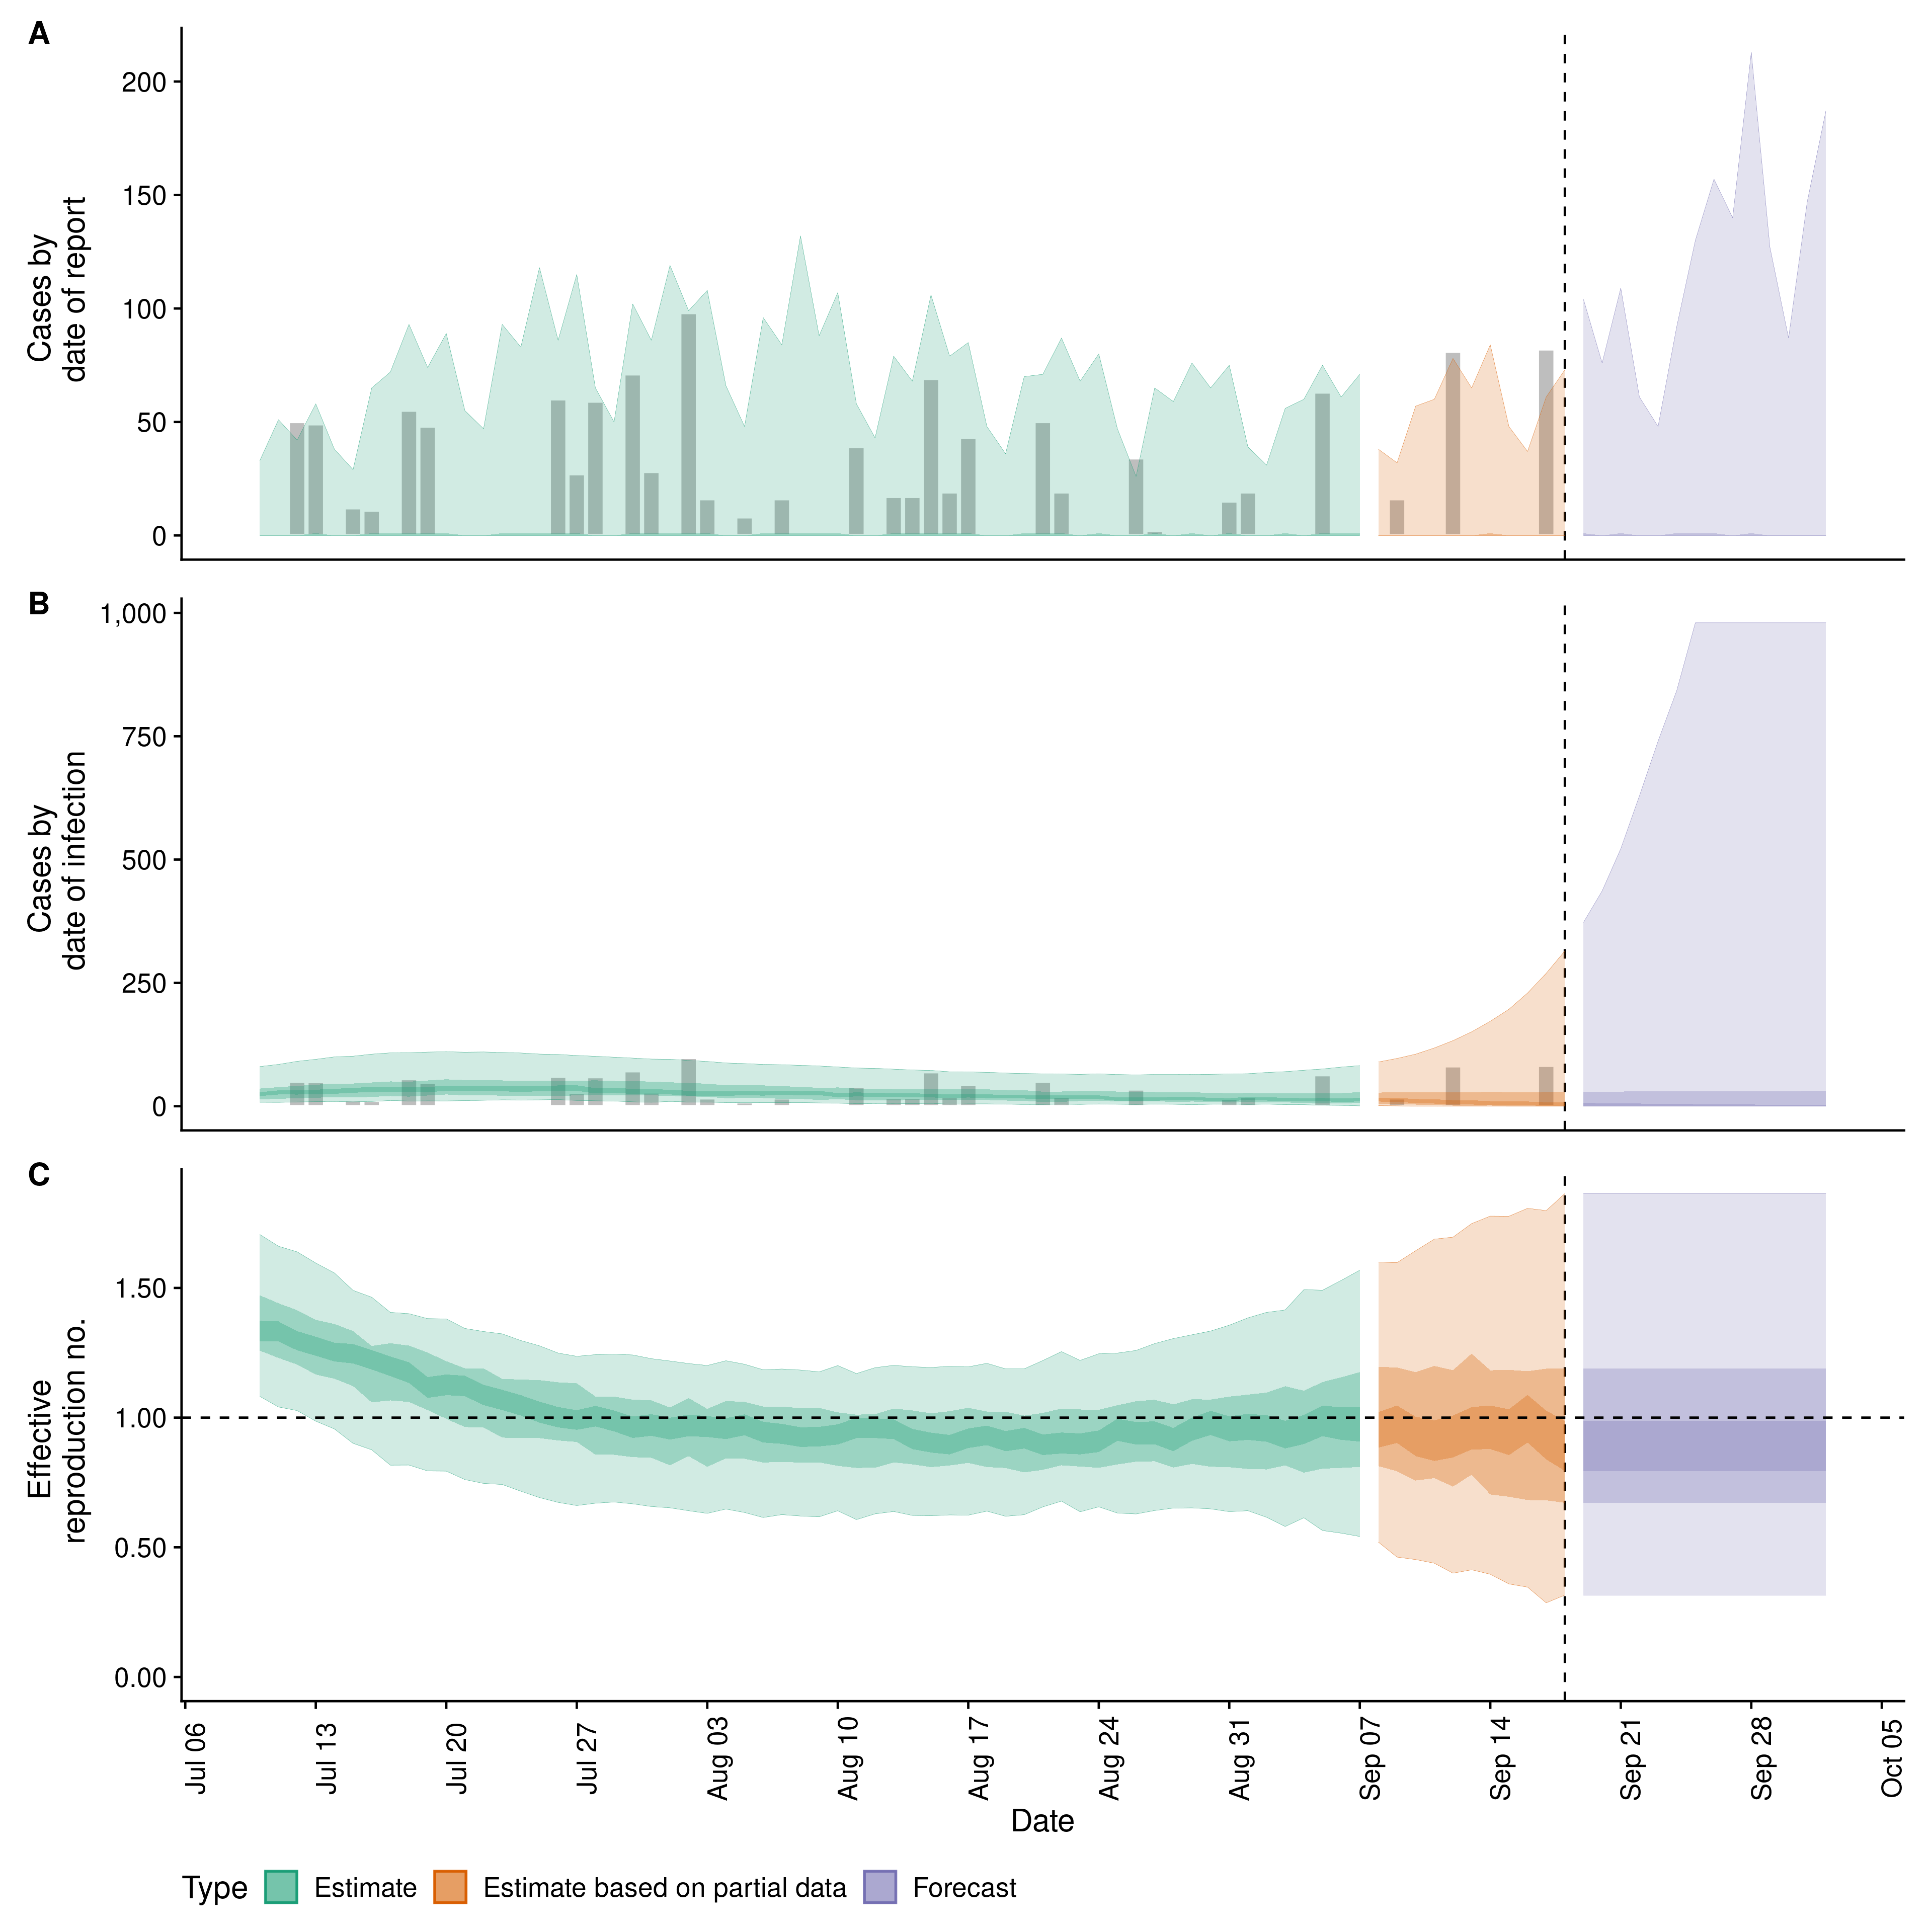 A
Cases by
date of report
200
150
100
50
0
B
Cases by
date of infection
1,000
750
500
250
0
C
Effective
reproduction no.
1.50
1.00
0.50
0.00
Jul 06
Jul 13
Jul 20
Jul 27
Aug 03
Aug 10
Aug 17
Aug 24
Aug 31
Sep 07
Sep 14
Sep 21
Sep 28
Oct 05
Date
Type Estimate Estimate based on partial data Forecast